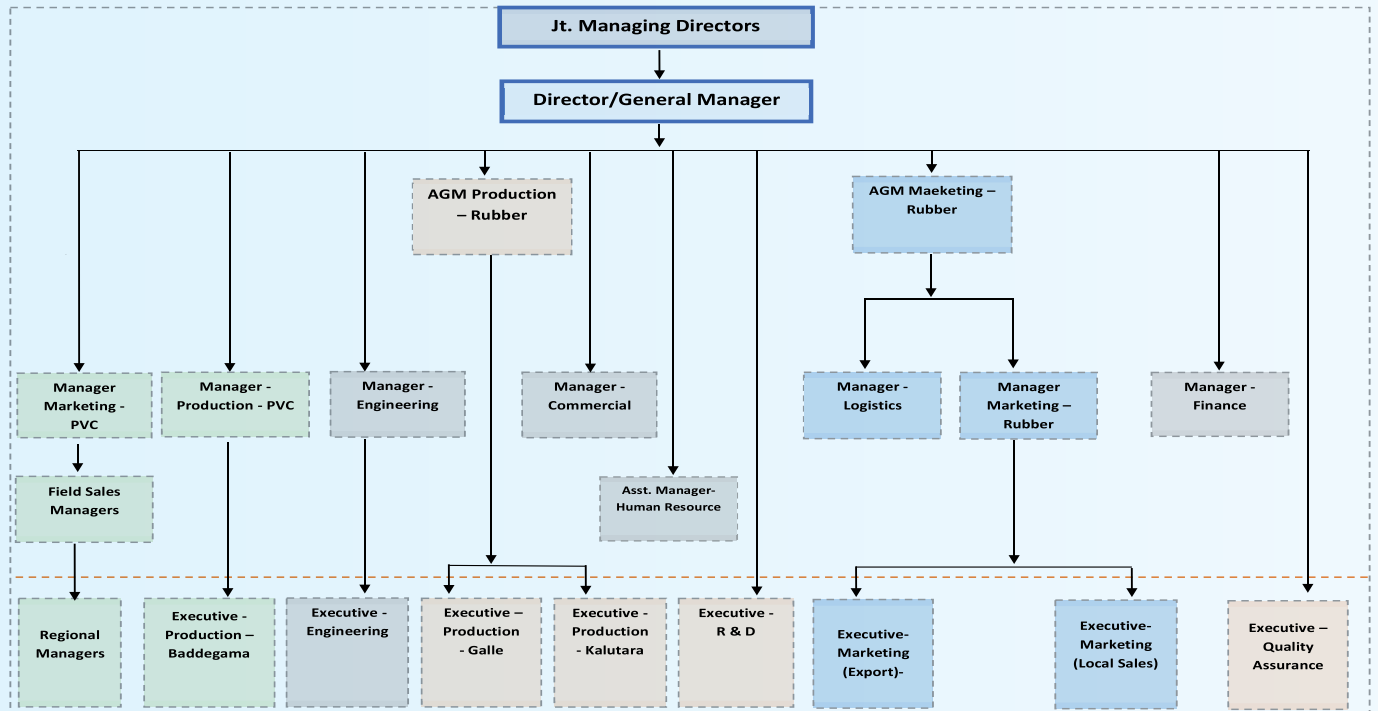 Jt. Managing Directors
Director/General Manager
AGM Production
– Rubber
AGM Maeketing –
Rubber
Manager
Marketing -
PVC
Manager -
Production - PVC
Manager -
Engineering
Manager -
Commercial
Manager -
Logistics
Manager
Marketing –
Rubber
Manager -
Finance
Field Sales
Managers
Asst. Manager-
Human Resource
Regional
Managers
Executive -
Production –
Baddegama
Executive -
Engineering
Executive –
Production
- Galle
Executive -
Production
- Kalutara
Executive -
R & D
Executive-
Marketing
(Export)-
Executive-
Marketing
(Local Sales)
Executive –
Quality
Assurance